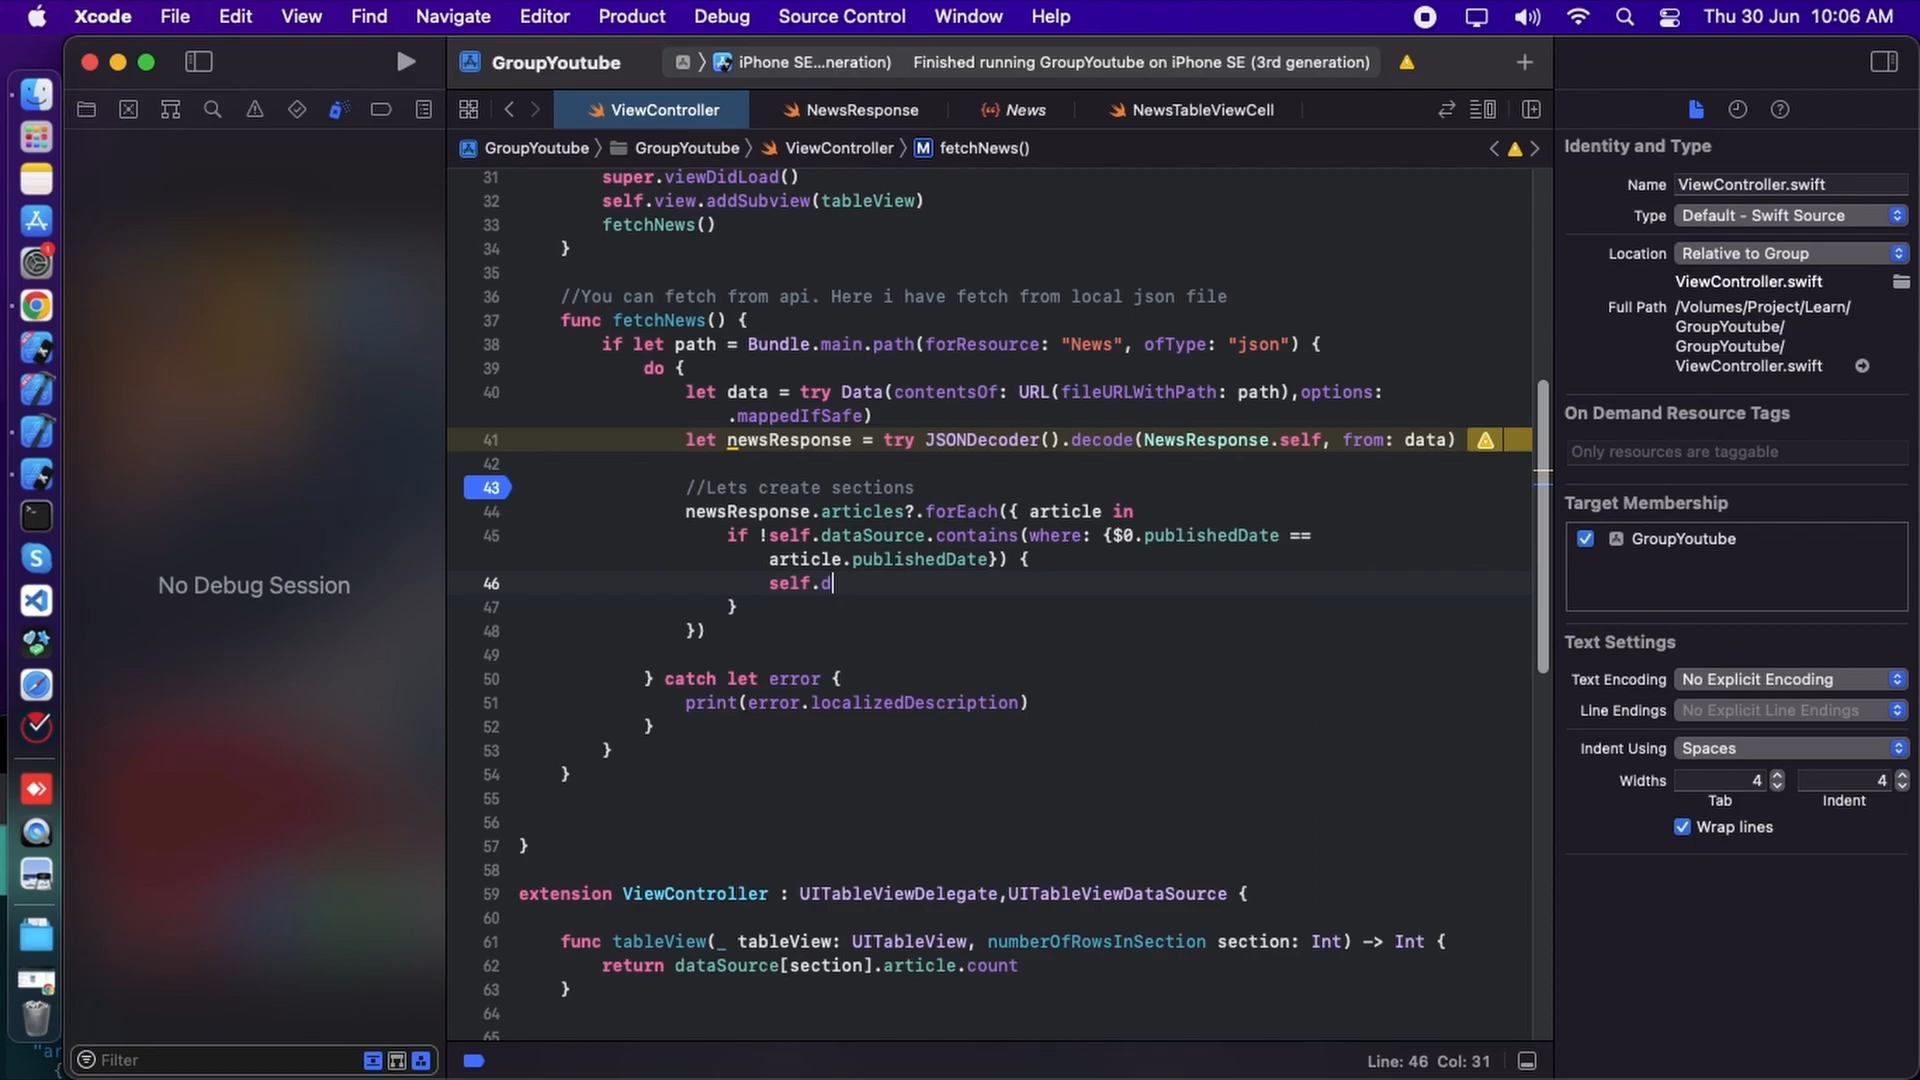 Xcode File Edit View Find Navigate Editor Product Debug Source Control Window Help Thu 30 Jun 10:06 AM
GroupYoutube iPhone SE...neration) Finished running GroupYoutube on iPhone SE (3rd generation)
ViewController NewsResponse News NewsTableViewCell
GroupYoutube GroupYoutube ViewController M fetchNews()
31 super.viewDidLoad()
32 self.view.addSubview(tableView)
33 fetchNews()
34 }
35
36 //You can fetch from api. Here i have fetch from local json file
37 func fetchNews() {
38 if let path = Bundle.main.path(forResource: "News", ofType: "json") {
39 do {
40 let data = try Data(contentsOf: URL(fileURLWithPath: path),options:
.mappedIfSafe)
41 let newsResponse = try JSONDecoder().decode(NewsResponse.self, from: data)
42
43 //Lets create sections
44 newsResponse.articles?.forEach({ article in
45 if !self.dataSource.contains(where: {$0.publishedDate ==
article.publishedDate}) {
46 self.d
47 }
48 })
49
50 } catch let error {
51 print(error.localizedDescription)
52 }
53 }
54 }
55
56
57 }
58
59 extension ViewController : UITableViewDelegate,UITableViewDataSource {
60
61 func tableView(_ tableView: UITableView, numberOfRowsInSection section: Int) -> Int {
62 return dataSource[section].article.count
63 }
64
65
No Debug Session
Filter
Line: 46 Col: 31
Identity and Type
Name ViewController.swift
Type Default - Swift Source
Location Relative to Group
ViewController.swift
Full Path /Volumes/Project/Learn/
GroupYoutube/
GroupYoutube/
ViewController.swift
On Demand Resource Tags
Only resources are taggable
Target Membership
GroupYoutube
Text Settings
Text Encoding No Explicit Encoding
Line Endings No Explicit Line Endings
Indent Using Spaces
Widths 4 4
Tab Indent
Wrap lines
"ar
{